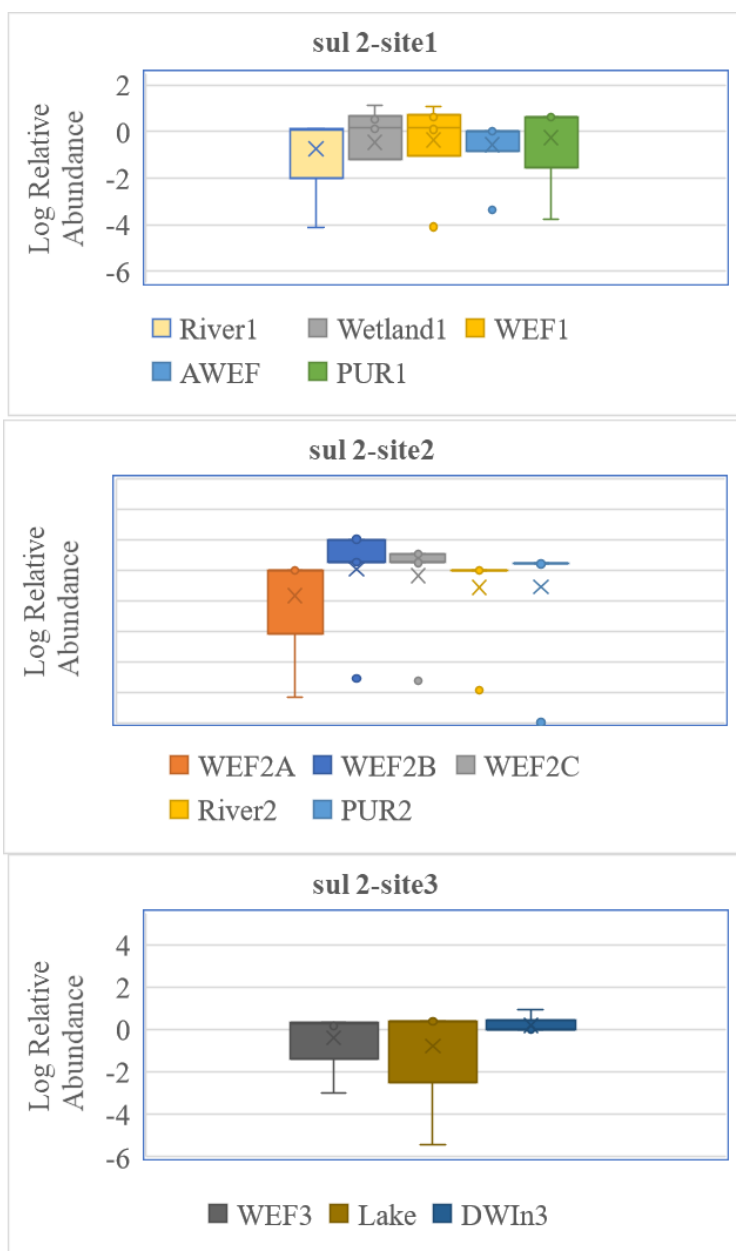 sul 2-site1
Log Relative
Abundance
2
0
-2
-4
-6
River1 Wetland1 WEF1
AWEF PUR1
sul 2-site2
Log Relative
Abundance
WEF2A WEF2B WEF2C
River2 PUR2
sul 2-site3
Log Relative
Abundance
4
2
0
-2
-4
-6
WEF3 Lake DWIn3